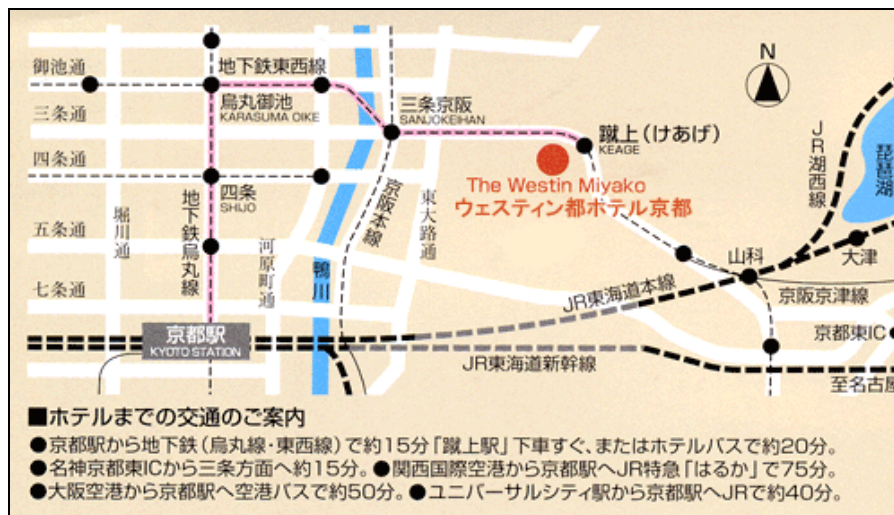 御池通
三条通
四条通
五条通
七条通
堀川通
地下鉄烏丸線
河原町通
鴨川
京阪本線
東大路通
地下鉄東西線
烏丸御池
KARASUMA OIKE
三条京阪
SANJOKEIHAN
四条
SHIJO
蹴上(けあげ)
KEAGE
The Westin Miyako
ウェスティン都ホテル京都
N
JR湖西線
琵琶湖
山科
大津
京阪京津線
京都東IC
JR東海道本線
JR東海道新幹線
至名古屋
京都駅
KYOTO STATION
■ホテルまでの交通のご案内
●京都駅から地下鉄(烏丸線・東西線)で約15分「蹴上駅」下車すぐ、またはホテルバスで約20分。
●名神京都東ICから三条方面へ約15分。●関西国際空港から京都駅へJR特急「はるか」で75分。
●大阪空港から京都駅へ空港バスで約50分。●ユニバーサルシティ駅から京都駅へJRで約40分。